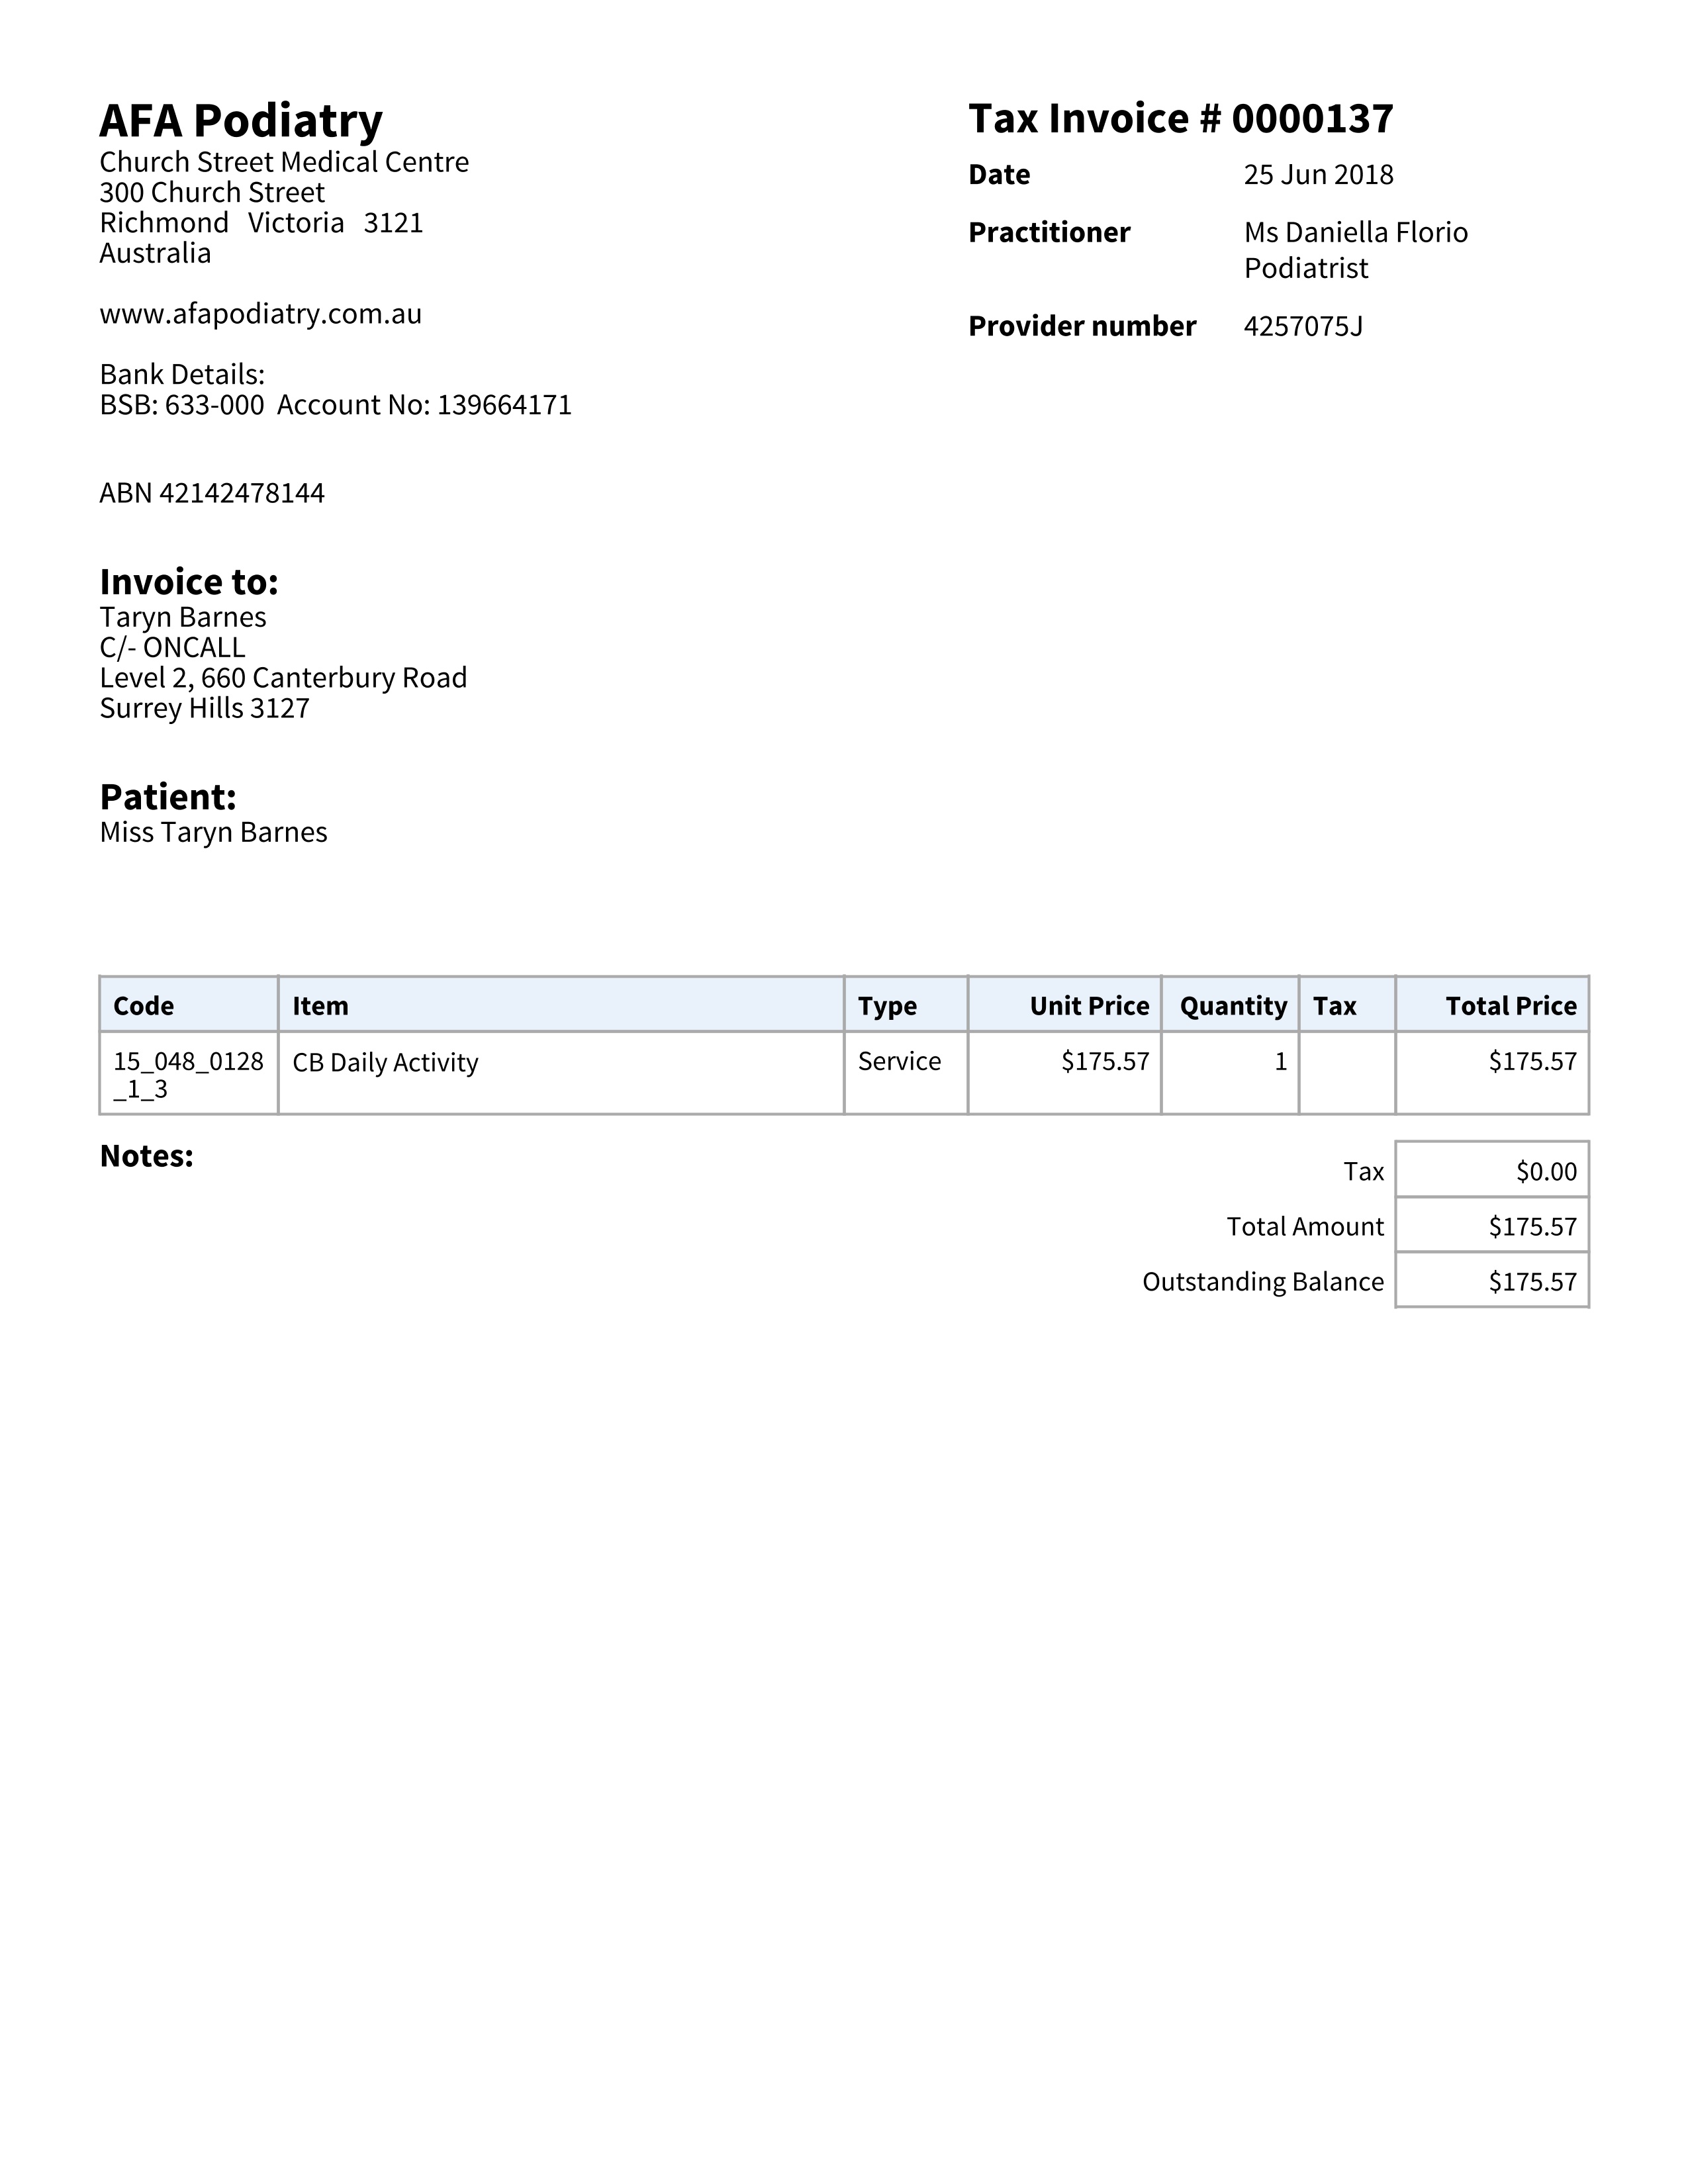 AFA Podiatry
Church Street Medical Centre
300 Church Street
Richmond Victoria 3121
Australia
www.afapodiatry.com.au
Bank Details:
BSB: 633-000 Account No: 139664171
ABN 42142478144
Tax Invoice # 0000137
Date 25 Jun 2018
Practitioner Ms Daniella Florio
Podiatrist
Provider number 4257075J
Invoice to:
Taryn Barnes
C/- ONCALL
Level 2, 660 Canterbury Road
Surrey Hills 3127
Patient:
Miss Taryn Barnes
Code Item Type Unit Price Quantity Tax Total Price
15_048_0128 CB Daily Activity Service $175.57 1 $175.57
_1_3
Notes:
Tax $0.00
Total Amount $175.57
Outstanding Balance $175.57